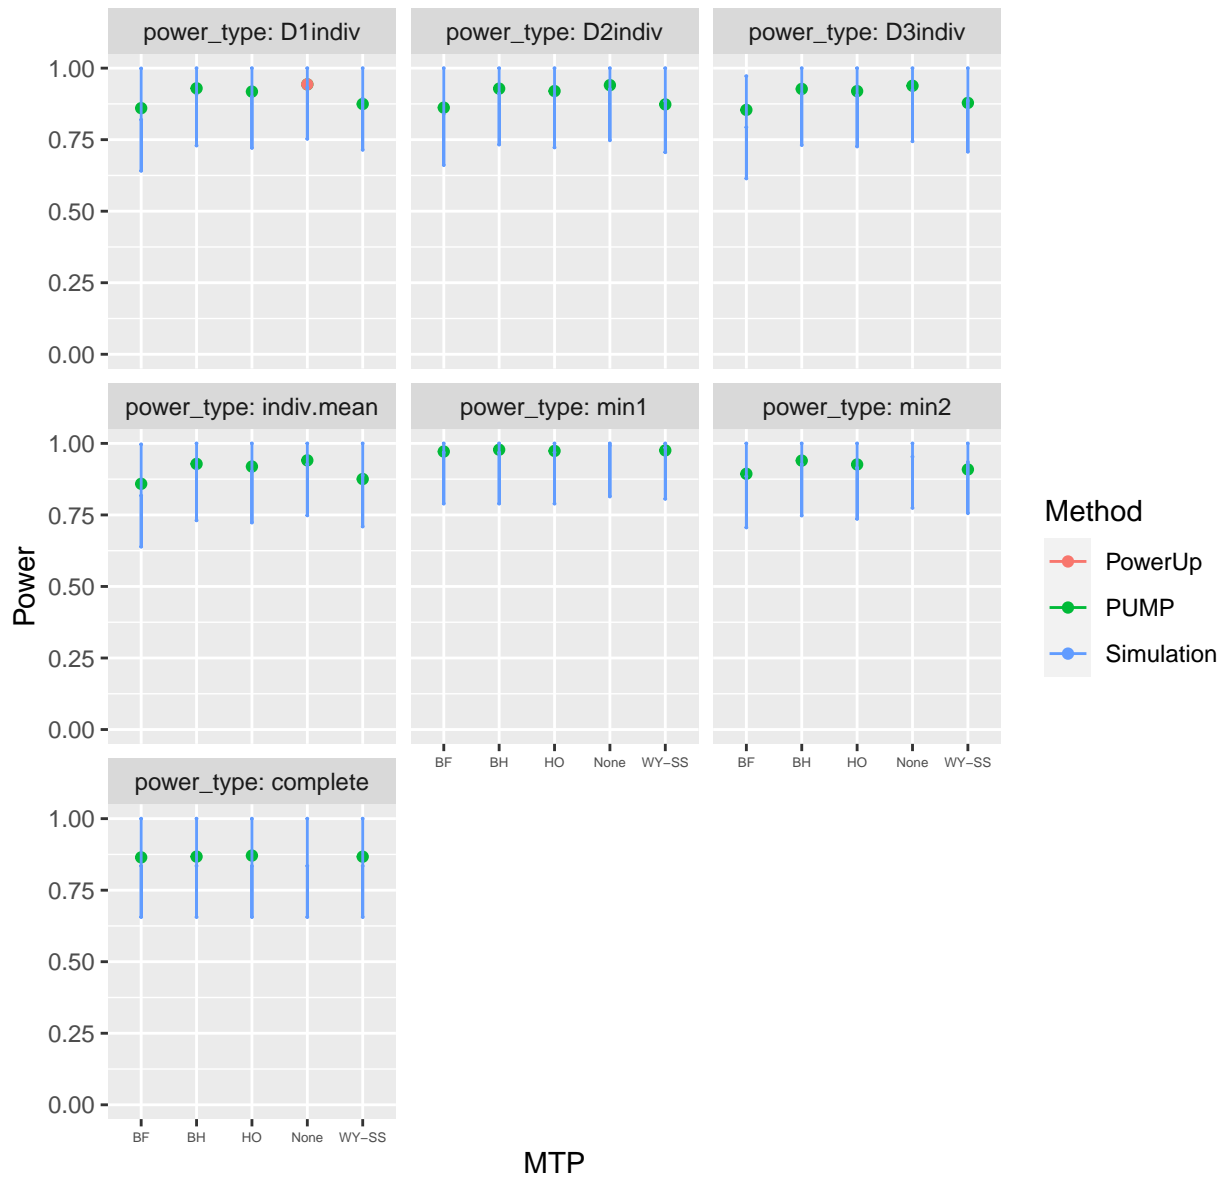 power_type: D1indiv
power_type: D2indiv
power_type: D3indiv
1.00
0.75
0.50
0.25
0.00
power_type: indiv.mean
power_type: min1
power_type: min2
1.00
0.75
0.50
0.25
0.00
BF BH HO None WY−SS
BF BH HO None WY−SS
power_type: complete
1.00
0.75
0.50
0.25
0.00
BF BH HO None WY−SS
MTP
Power
Method
PowerUp
PUMP
Simulation